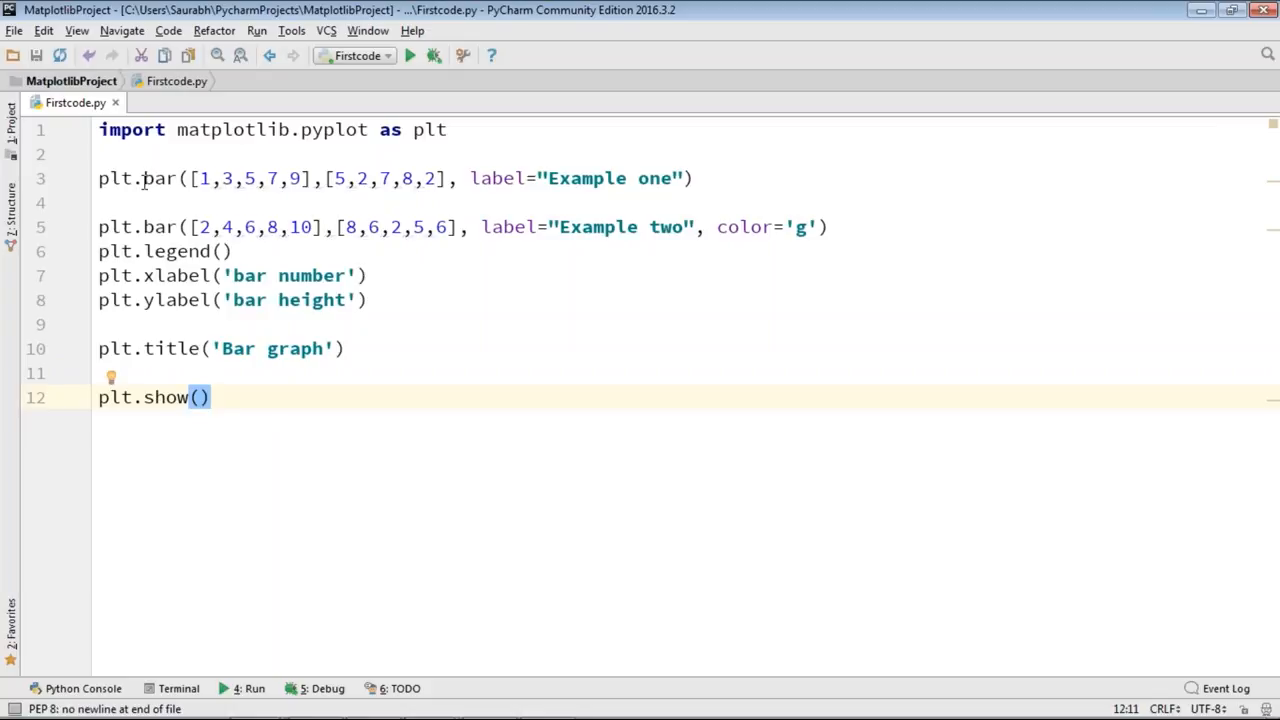 MatplotlibProject - [C:\Users\Saurabh\PycharmProjects\MatplotlibProject] - ...\Firstcode.py - PyCharm Community Edition 2016.3.2
File Edit View Navigate Code Refactor Run Tools VCS Window Help
Firstcode
MatplotlibProject Firstcode.py
Firstcode.py
1: Project
Z: Structure
2: Favorites
1 import matplotlib.pyplot as plt
2
3 plt.bar([1,3,5,7,9],[5,2,7,8,2], label="Example one")
4
5 plt.bar([2,4,6,8,10],[8,6,2,5,6], label="Example two", color='g')
6 plt.legend()
7 plt.xlabel('bar number')
8 plt.ylabel('bar height')
9
10 plt.title('Bar graph')
11
12 plt.show()
Python Console Terminal 4: Run 5: Debug 6: TODO Event Log
PEP 8: no newline at end of file 12:11 CRLF UTF-8